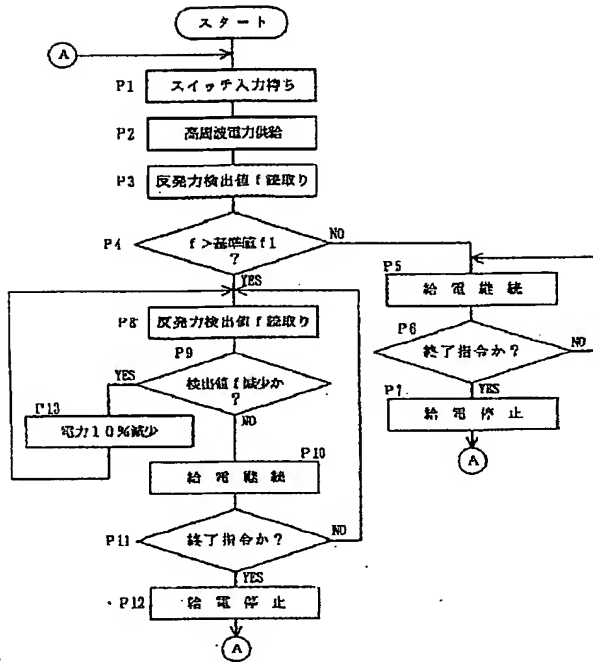 スタート
A
P1
スイッチ入力待ち
P2
高周波電力供給
P3
反発力検出値f読取り
P4
f>基準値f1
?
NO
YES
P5
給電継続
P6
終了指令か?
NO
YES
P7
給電停止
A
P8
反発力検出値f読取り
P9
YES
検出値f減少か
?
NO
P13
電力10%減少
P10
給電継続
P11
終了指令か?
NO
YES
P12
給電停止
A